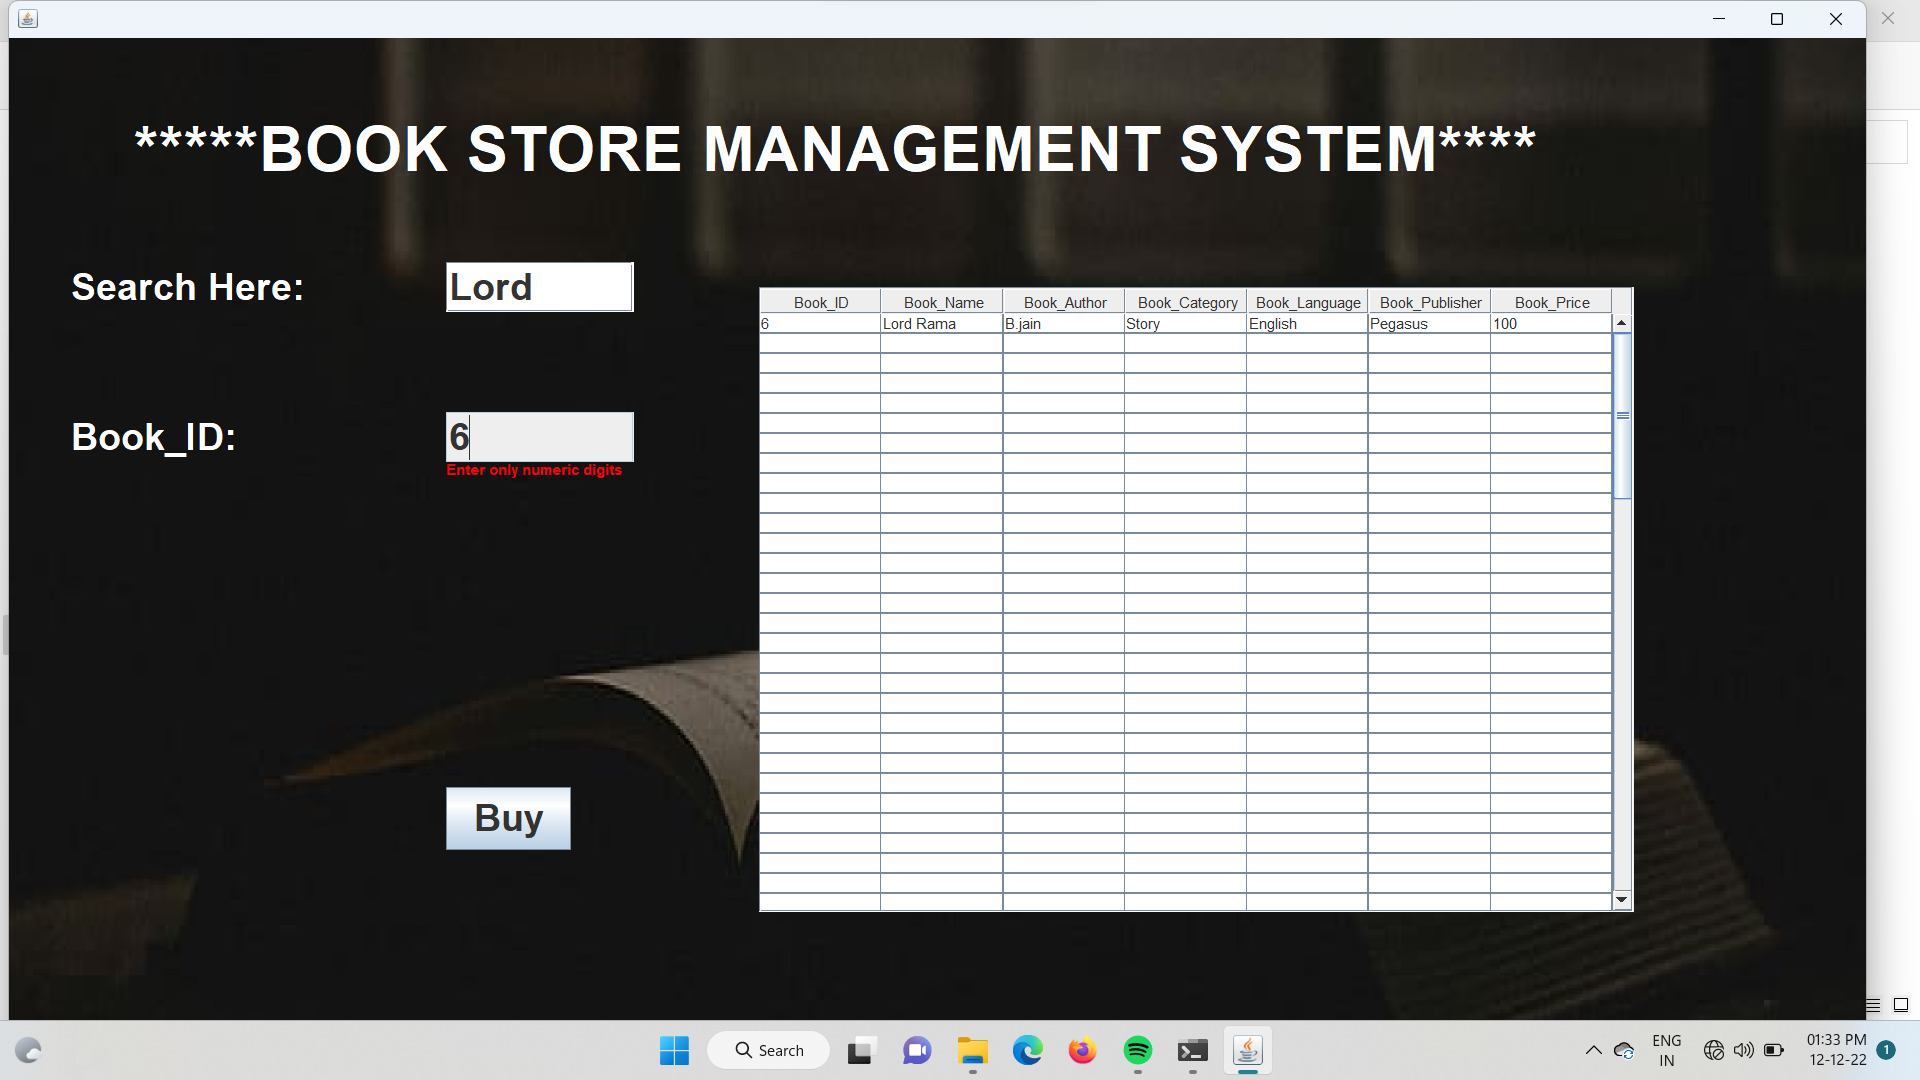 *****BOOK STORE MANAGEMENT SYSTEM****
Search Here:
Lord
Book_ID:
6
Enter only numeric digits
Buy
Book_ID Book_Name Book_Author Book_Category Book_Language Book_Publisher Book_Price
6 Lord Rama B.jain Story English Pegasus 100
Search
ENG
IN
01:33 PM
12-12-22
1